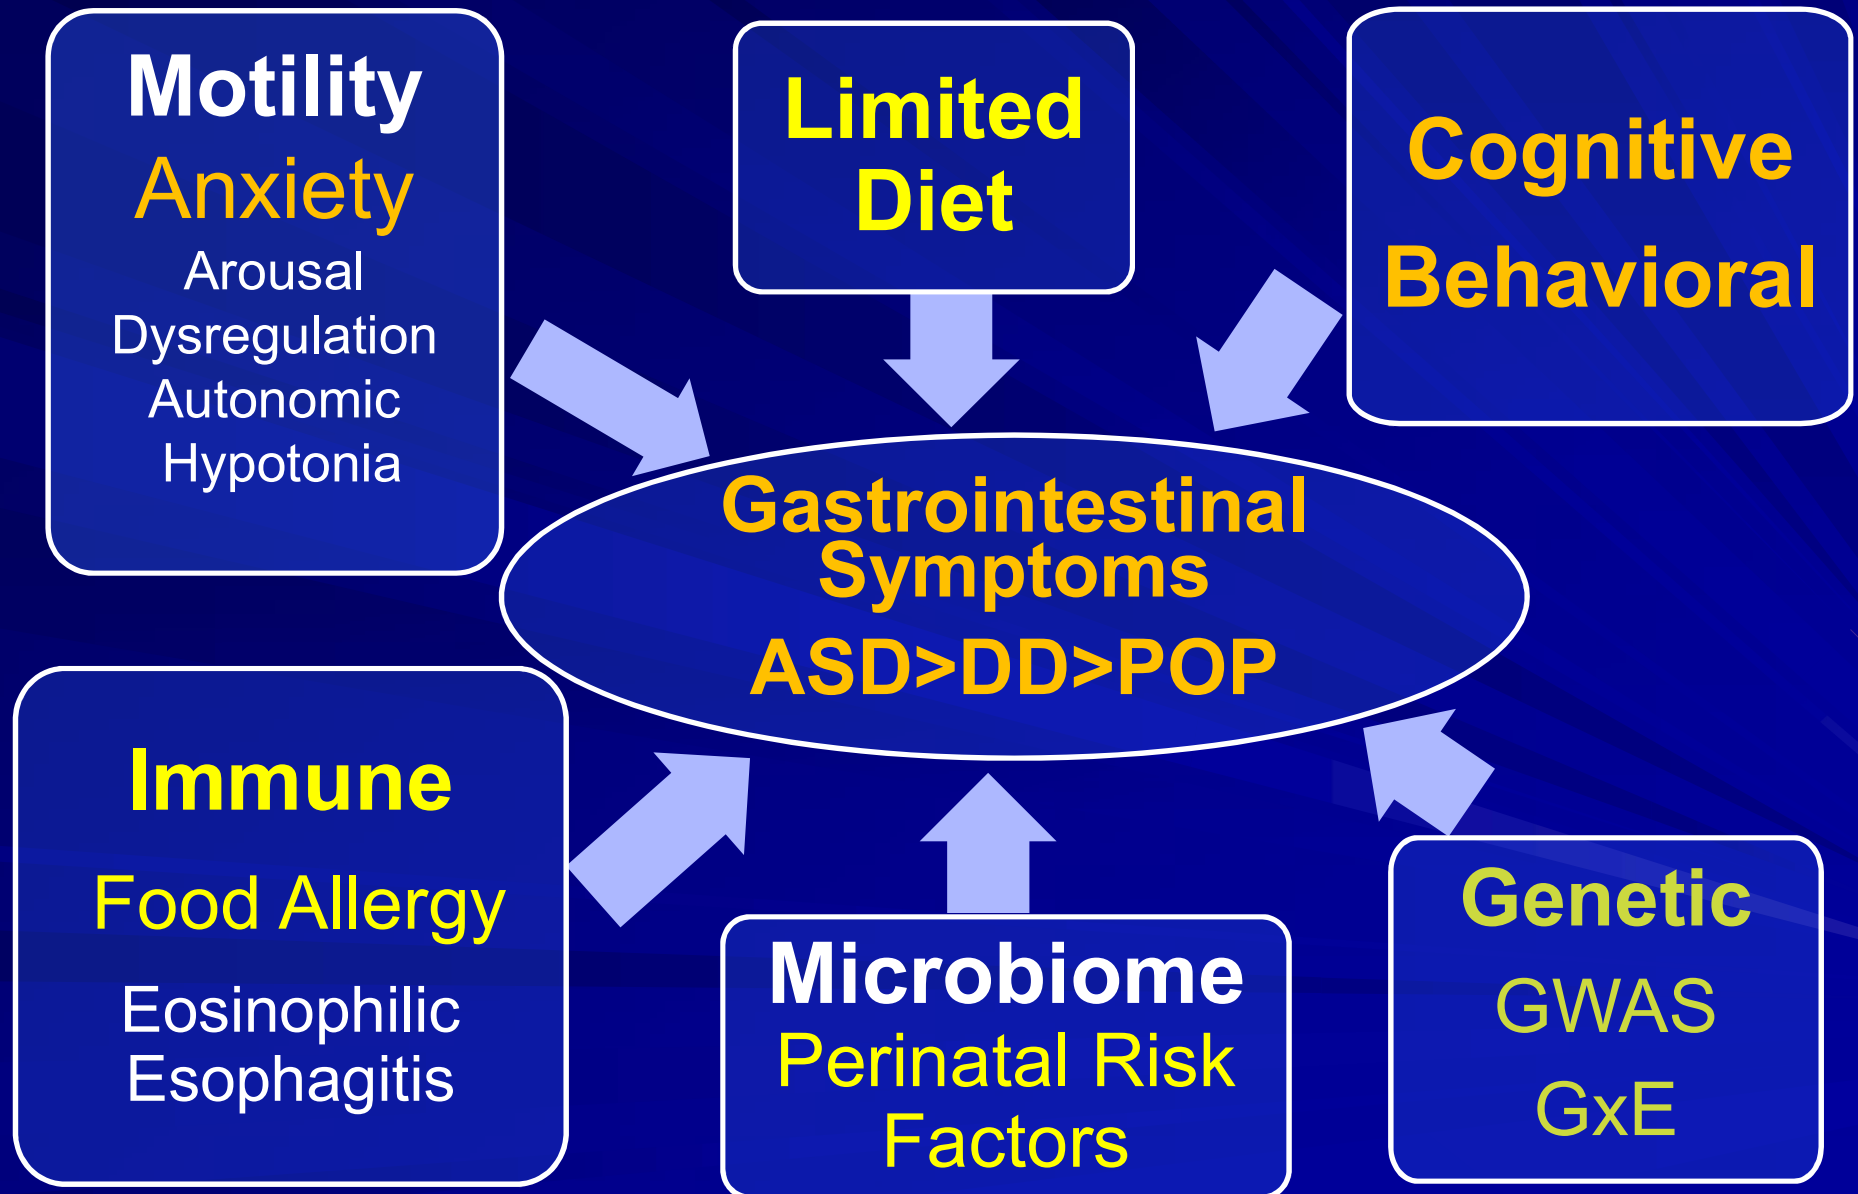 Motility
Anxiety
Arousal
Dysregulation
Autonomic
Hypotonia
Limited
Diet
Cognitive
Behavioral
Gastrointestinal
Symptoms
ASD>DD>POP
Immune
Food Allergy
Eosinophilic
Esophagitis
Microbiome
Perinatal Risk
Factors
Genetic
GWAS
GxE